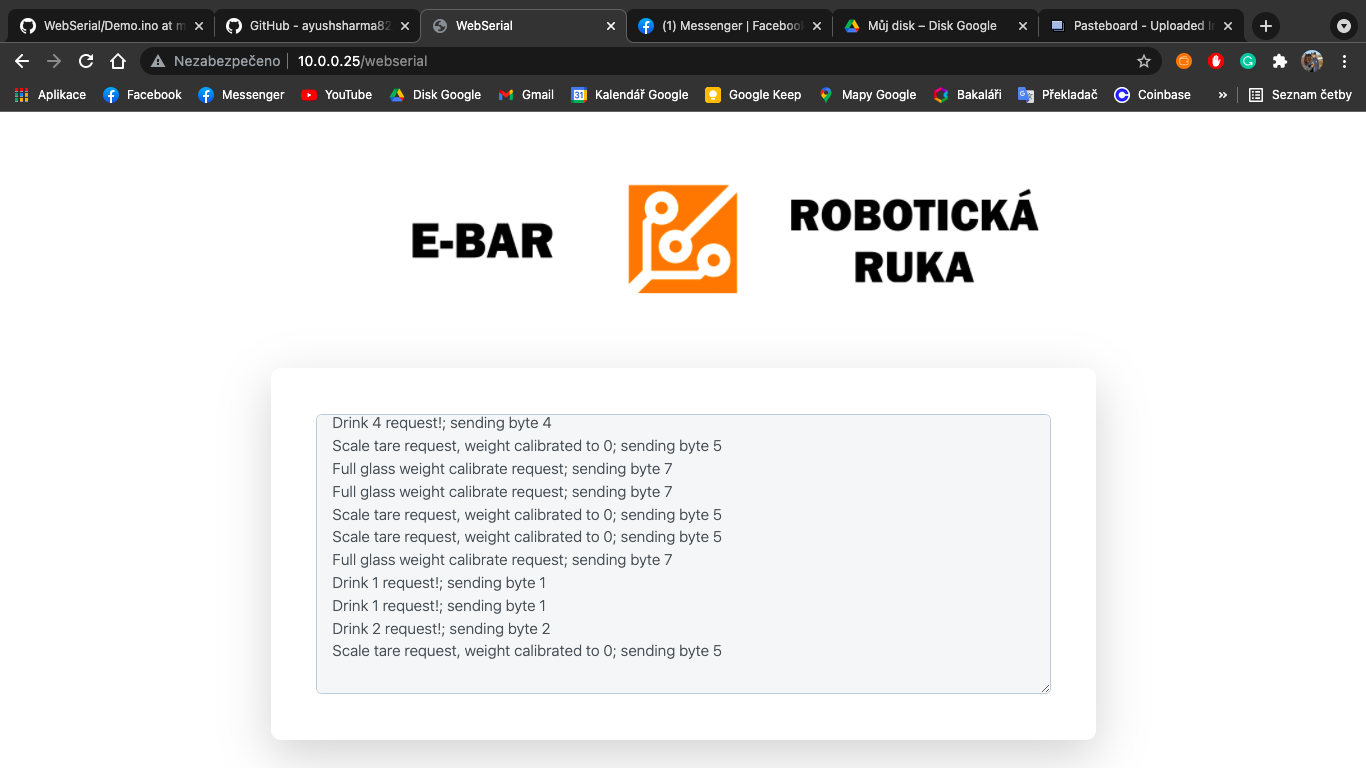 WebSerial/Demo.ino at m
GitHub - ayushsharma82
WebSerial
(1) Messenger | Facebook
Můj disk – Disk Google
Pasteboard - Uploaded I
Nezabezpečeno
10.0.0.25/webserial
Aplikace
Facebook
Messenger
YouTube
Disk Google
Gmail
31
Kalendář Google
Google Keep
Mapy Google
Bakaláři
Překladač
Coinbase
»
Seznam četby
E-BAR
ROBOTICKÁ
RUKA
Drink 4 request!; sending byte 4
Scale tare request, weight calibrated to 0; sending byte 5
Full glass weight calibrate request; sending byte 7
Full glass weight calibrate request; sending byte 7
Scale tare request, weight calibrated to 0; sending byte 5
Scale tare request, weight calibrated to 0; sending byte 5
Full glass weight calibrate request; sending byte 7
Drink 1 request!; sending byte 1
Drink 1 request!; sending byte 1
Drink 2 request!; sending byte 2
Scale tare request, weight calibrated to 0; sending byte 5